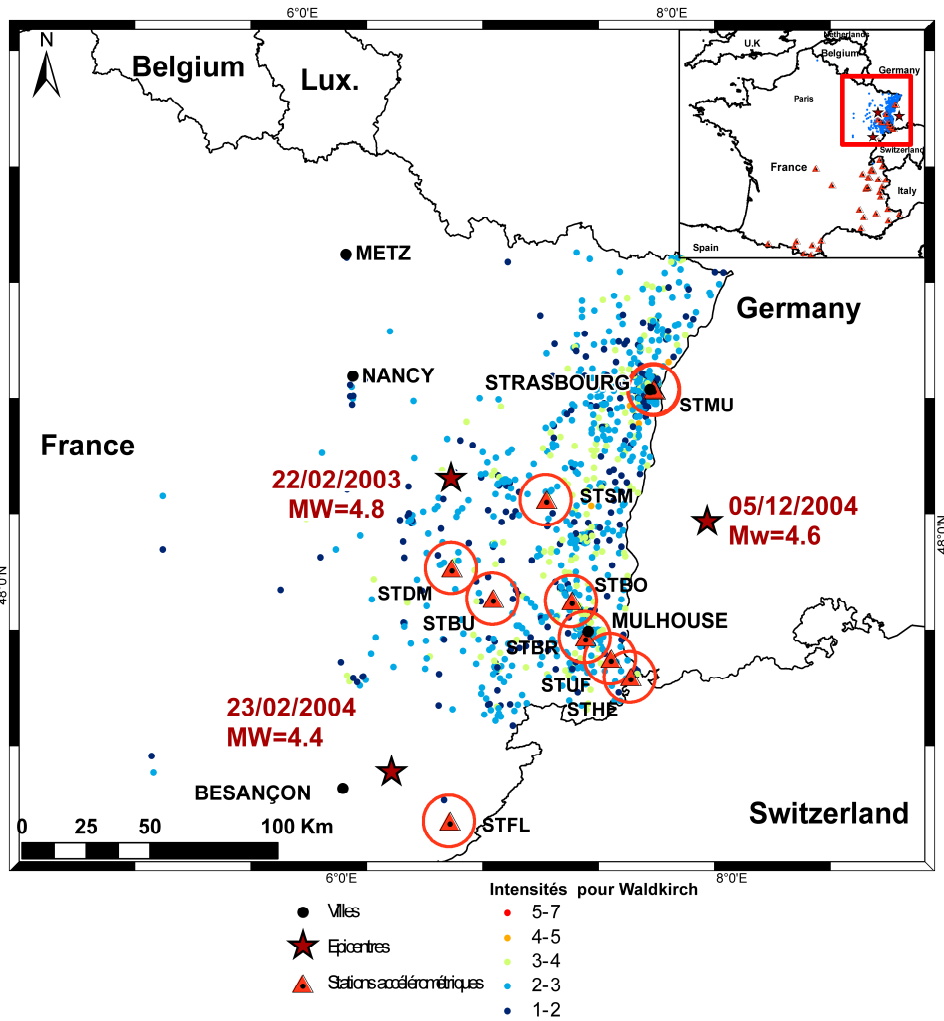 6°0'E
8°0'E
N
Belgium
Lux.
U.K
Netherlands
Belgium
Germany
Paris
France
Switzerland
Italy
Spain
METZ
Germany
NANCY
STRASBOURG
STMU
France
22/02/2003
MW=4.8
STSM
05/12/2004
Mw=4.6
48°0'N
48°0'N
STDM
STBU
STBO
MULHOUSE
STBR
STUF
STHE
23/02/2004
MW=4.4
BESANÇON
STFL
Switzerland
0 25 50 100 Km
6°0'E
8°0'E
Intensités pour Waldkirch
Villes
Epicentres
Stations accélérométriques
5-7
4-5
3-4
2-3
1-2